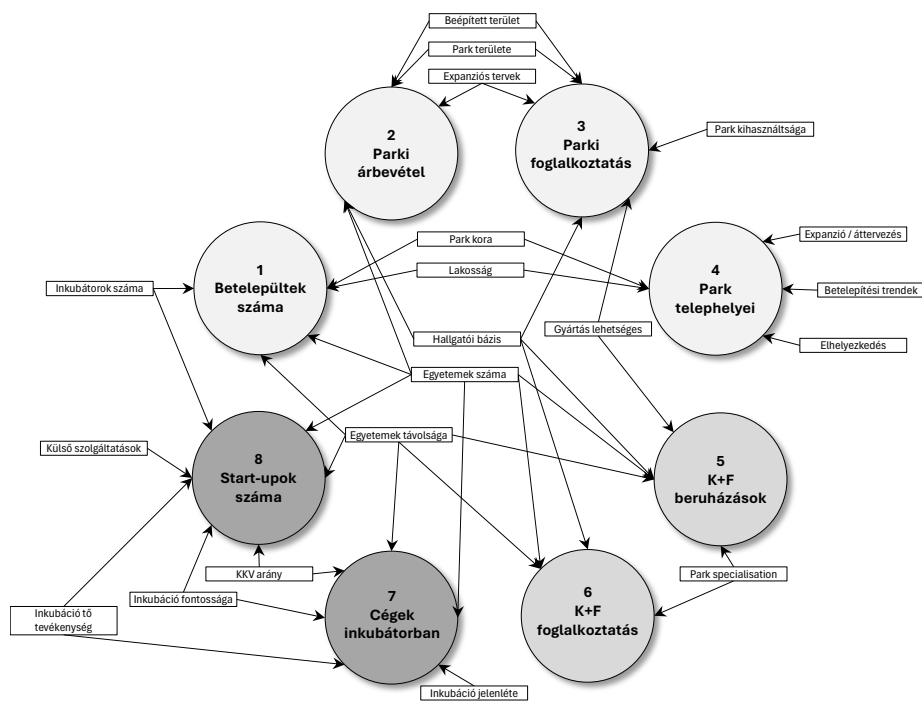 Beépített terület
Park területe
Expanziós tervek
2
Parki
árbevétel
3
Parki
foglalkoztatás
Park kihasználtsága
Park kora
Lakosság
1
Betelepültek
száma
4
Park
telephelyei
Expanzió / áttervezés
Betelepítési trendek
Elhelyezkedés
Inkubátorok száma
Hallgatói bázis
Gyártás lehetséges
Egyetemek száma
Egyetemek távolsága
Külső szolgáltatások
8
Start-upok
száma
5
K+F
beruházások
KKV arány
Park specialisation
Inkubáció fontossága
Inkubáció tő
tevékenység
7
Cégek
inkubátorban
6
K+F
foglalkoztatás
Inkubáció jelenléte